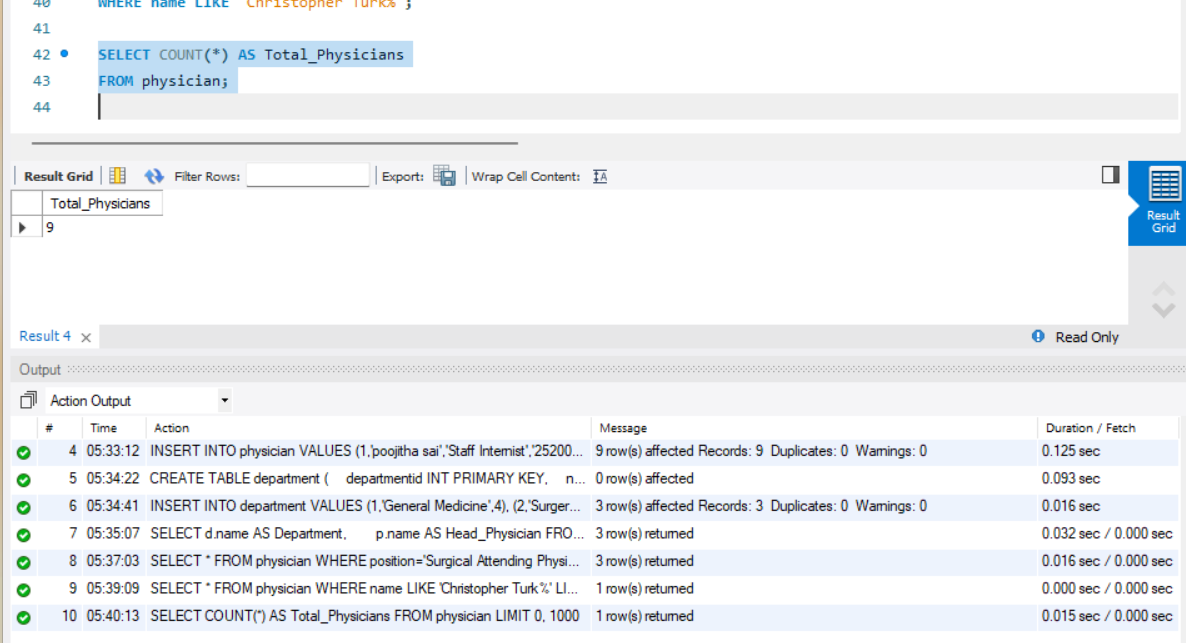 40 WHERE name LIKE 'Christopher Turk%';
41
42 SELECT COUNT(*) AS Total_Physicians
43 FROM physician;
44
Result Grid Filter Rows: Export: Wrap Cell Content: IA
Total_Physicians
9
Result Grid
Result 4 Read Only
Output
Action Output
# Time Action Message Duration / Fetch
4 05:33:12 INSERT INTO physician VALUES (1,'poojitha sai','Staff Internist','25200... 9 row(s) affected Records: 9 Duplicates: 0 Warnings: 0 0.125 sec
5 05:34:22 CREATE TABLE department ( departmentid INT PRIMARY KEY, n... 0 row(s) affected 0.093 sec
6 05:34:41 INSERT INTO department VALUES (1,'General Medicine',4), (2,'Surger... 3 row(s) affected Records: 3 Duplicates: 0 Warnings: 0 0.016 sec
7 05:35:07 SELECT d.name AS Department, p.name AS Head_Physician FRO... 3 row(s) returned 0.032 sec / 0.000 sec
8 05:37:03 SELECT * FROM physician WHERE position='Surgical Attending Physi... 3 row(s) returned 0.016 sec / 0.000 sec
9 05:39:09 SELECT * FROM physician WHERE name LIKE 'Christopher Turk%' LI... 1 row(s) returned 0.000 sec / 0.000 sec
10 05:40:13 SELECT COUNT(*) AS Total_Physicians FROM physician LIMIT 0, 1000 1 row(s) returned 0.015 sec / 0.000 sec